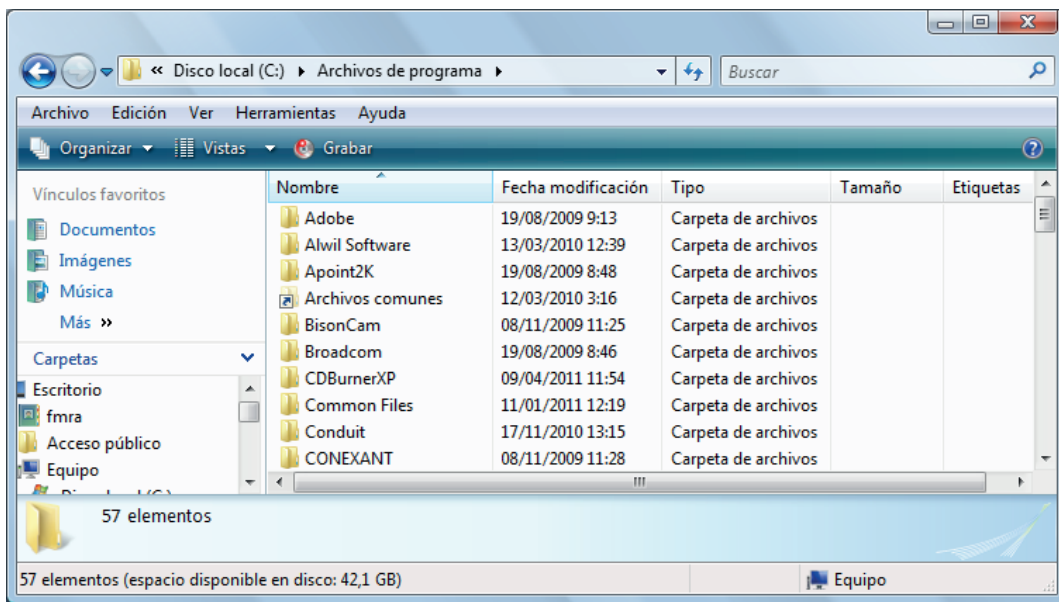 « Disco local (C:) ▸ Archivos de programa ▸ Buscar
Archivo Edición Ver Herramientas Ayuda
Organizar Vistas Grabar
Vínculos favoritos
Documentos
Imágenes
Música
Más »
Carpetas
Escritorio
fmra
Acceso público
Equipo
Nombre Fecha modificación Tipo Tamaño Etiquetas
Adobe 19/08/2009 9:13 Carpeta de archivos
Alwil Software 13/03/2010 12:39 Carpeta de archivos
Apoint2K 19/08/2009 8:48 Carpeta de archivos
Archivos comunes 12/03/2010 3:16 Carpeta de archivos
BisonCam 08/11/2009 11:25 Carpeta de archivos
Broadcom 19/08/2009 8:46 Carpeta de archivos
CDBurnerXP 09/04/2011 11:54 Carpeta de archivos
Common Files 11/01/2011 12:19 Carpeta de archivos
Conduit 17/11/2010 13:15 Carpeta de archivos
CONEXANT 08/11/2009 11:28 Carpeta de archivos
57 elementos
57 elementos (espacio disponible en disco: 42,1 GB) Equipo